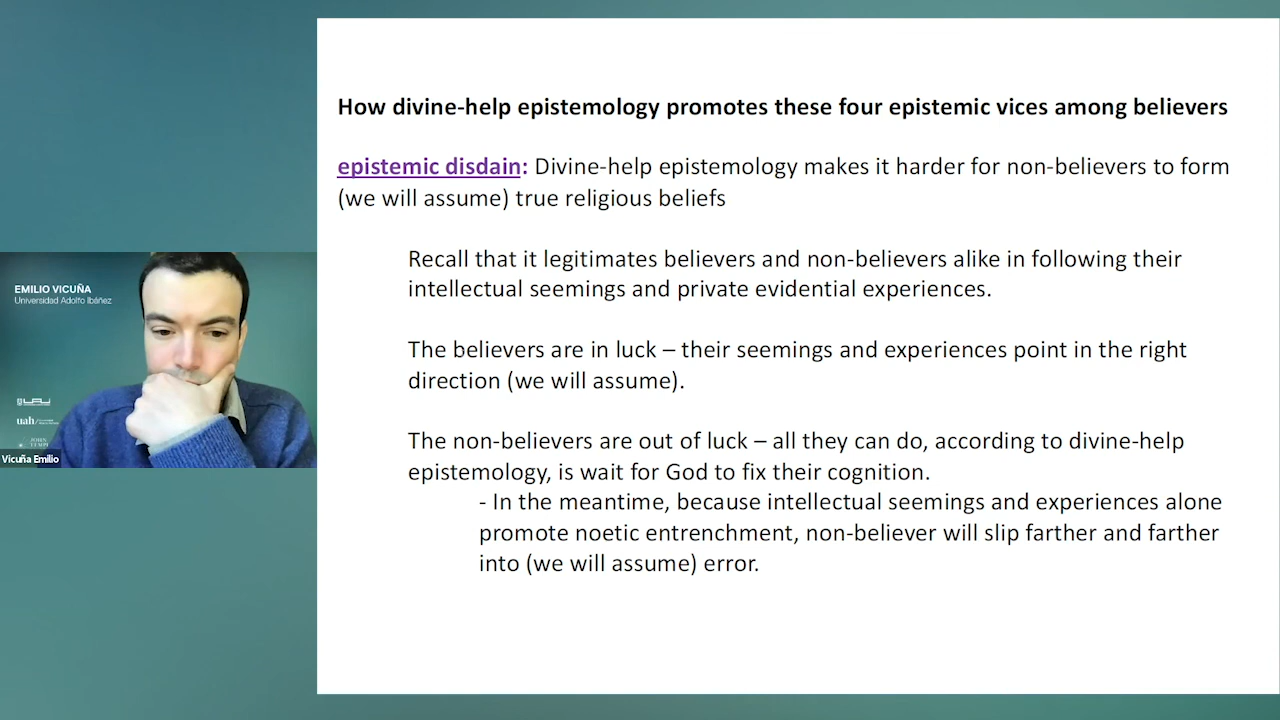 How divine-help epistemology promotes these four epistemic vices among believers
epistemic disdain: Divine-help epistemology makes it harder for non-believers to form
(we will assume) true religious beliefs
Recall that it legitimates believers and non-believers alike in following their
intellectual seemings and private evidential experiences.
The believers are in luck – their seemings and experiences point in the right
direction (we will assume).
The non-believers are out of luck – all they can do, according to divine-help
epistemology, is wait for God to fix their cognition.
- In the meantime, because intellectual seemings and experiences alone
promote noetic entrenchment, non-believer will slip farther and farther
into (we will assume) error.
EMILIO VICUÑA
Universidad Adolfo Ibáñez
uah
Vicuña Emilio